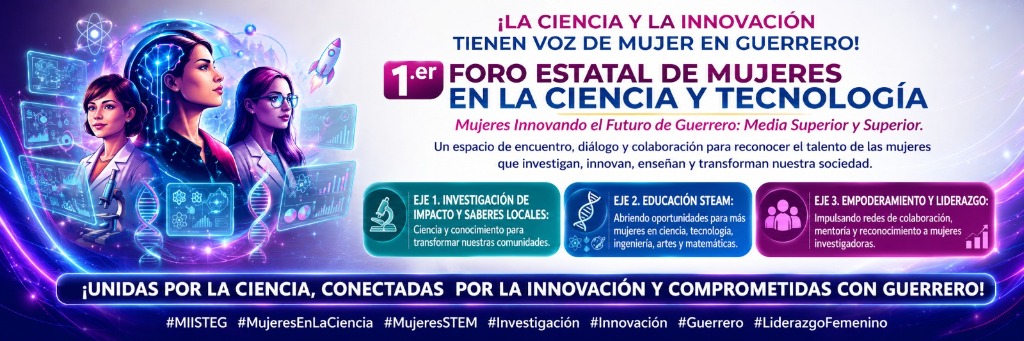 ¡LA CIENCIA Y LA INNOVACIÓN
TIENEN VOZ DE MUJER EN GUERRERO!
1.er FORO ESTATAL DE MUJERES
EN LA CIENCIA Y TECNOLOGÍA
Mujeres Innovando el Futuro de Guerrero: Media Superior y Superior.
Un espacio de encuentro, diálogo y colaboración para reconocer el talento de las mujeres
que investigan, innovan, enseñan y transforman nuestra sociedad.
EJE 1. INVESTIGACIÓN DE
IMPACTO Y SABERES LOCALES:
Ciencia y conocimiento para
transformar nuestras comunidades.
EJE 2. EDUCACIÓN STEAM:
Abriendo oportunidades para más
mujeres en ciencia, tecnología,
ingeniería, artes y matemáticas.
EJE 3. EMPODERAMIENTO Y LIDERAZGO:
Impulsando redes de colaboración,
mentoría y reconocimiento a mujeres
investigadoras.
¡UNIDAS POR LA CIENCIA, CONECTADAS POR LA INNOVACIÓN Y COMPROMETIDAS CON GUERRERO!
#MIISTEG #MujeresEnLaCiencia #MujeresSTEM #Investigación #Innovación #Guerrero #LiderazgoFemenino